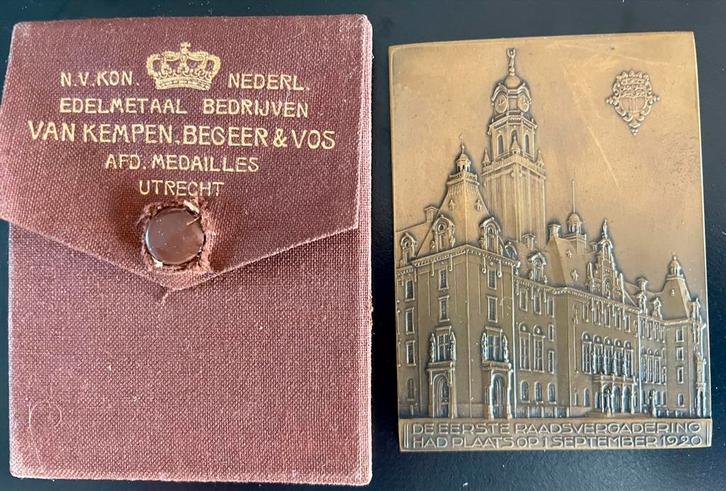 N.V. KON. NEDERL.
EDELMETAAL BEDRIJVEN
VAN KEMPEN, BEGEER & VOS
AFD. MEDAILLES
UTRECHT
DE EERSTE RAADSVERGADERING
HAD PLAATS OP 1 SEPTEMBER 1920